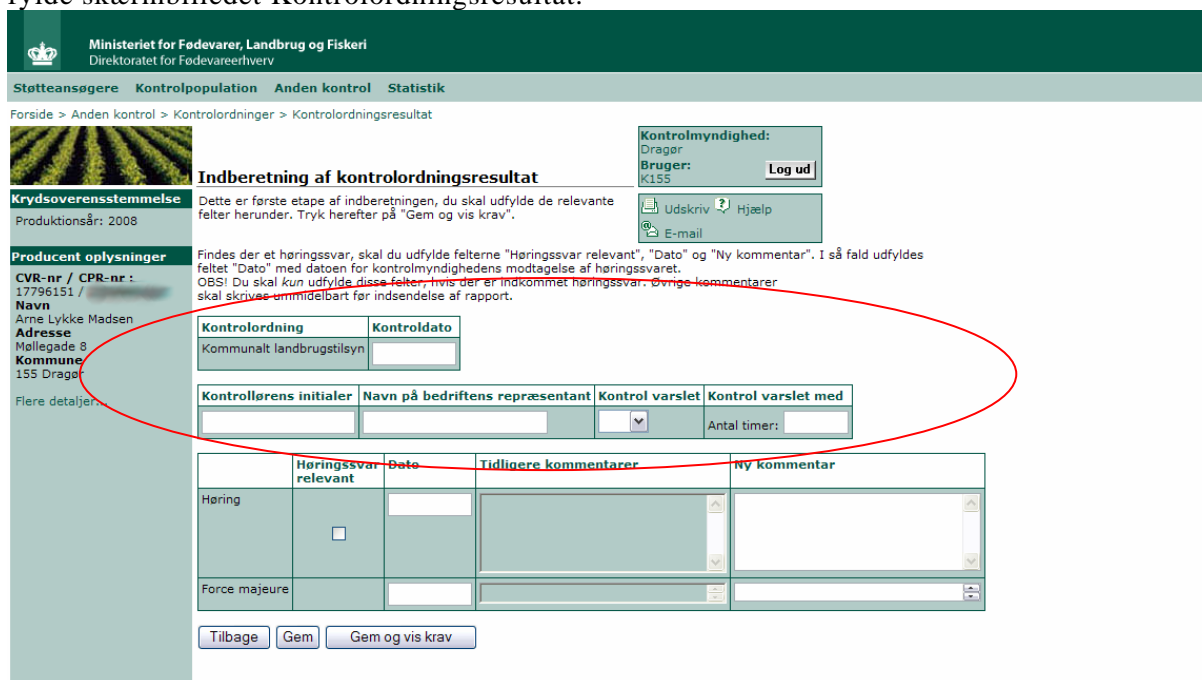 fylde skærmbilledet Kontrolordningsresultat.
Ministeriet for Fødevarer, Landbrug og Fiskeri
Direktoratet for Fødevareerhverv
Støtteansøgere Kontrolpopulation Anden kontrol Statistik
Forside > Anden kontrol > Kontrolordninger > Kontrolordningsresultat
Kontrolmyndighed:
Dragør
Bruger:
K155
Log ud
Indberetning af kontrolordningsresultat
Krydsoverensstemmelse
Produktionsår: 2008
Dette er første etape af indberetningen, du skal udfylde de relevante
felter herunder. Tryk herefter på "Gem og vis krav".
Udskriv Hjælp
E-mail
Producent oplysninger
CVR-nr / CPR-nr :
17796151 /
Navn
Arne Lykke Madsen
Adresse
Møllegade 8
Kommune
155 Dragør
Flere detaljer...
Findes der et høringssvar, skal du udfylde felterne "Høringssvar relevant", "Dato" og "Ny kommentar". I så fald udfyldes
feltet "Dato" med datoen for kontrolmyndighedens modtagelse af høringssvaret.
OBS! Du skal kun udfylde disse felter, hvis der er indkommet høringssvar. Øvrige kommentarer
skal skrives ummidelbart før indsendelse af rapport.
Kontrolordning Kontroldato
Kommunalt landbrugstilsyn
Kontrollørens initialer Navn på bedriftens repræsentant Kontrol varslet Kontrol varslet med
Antal timer:
Høringssvar relevant Dato Tidligere kommentarer Ny kommentar
Høring
Force majeure
Tilbage Gem Gem og vis krav